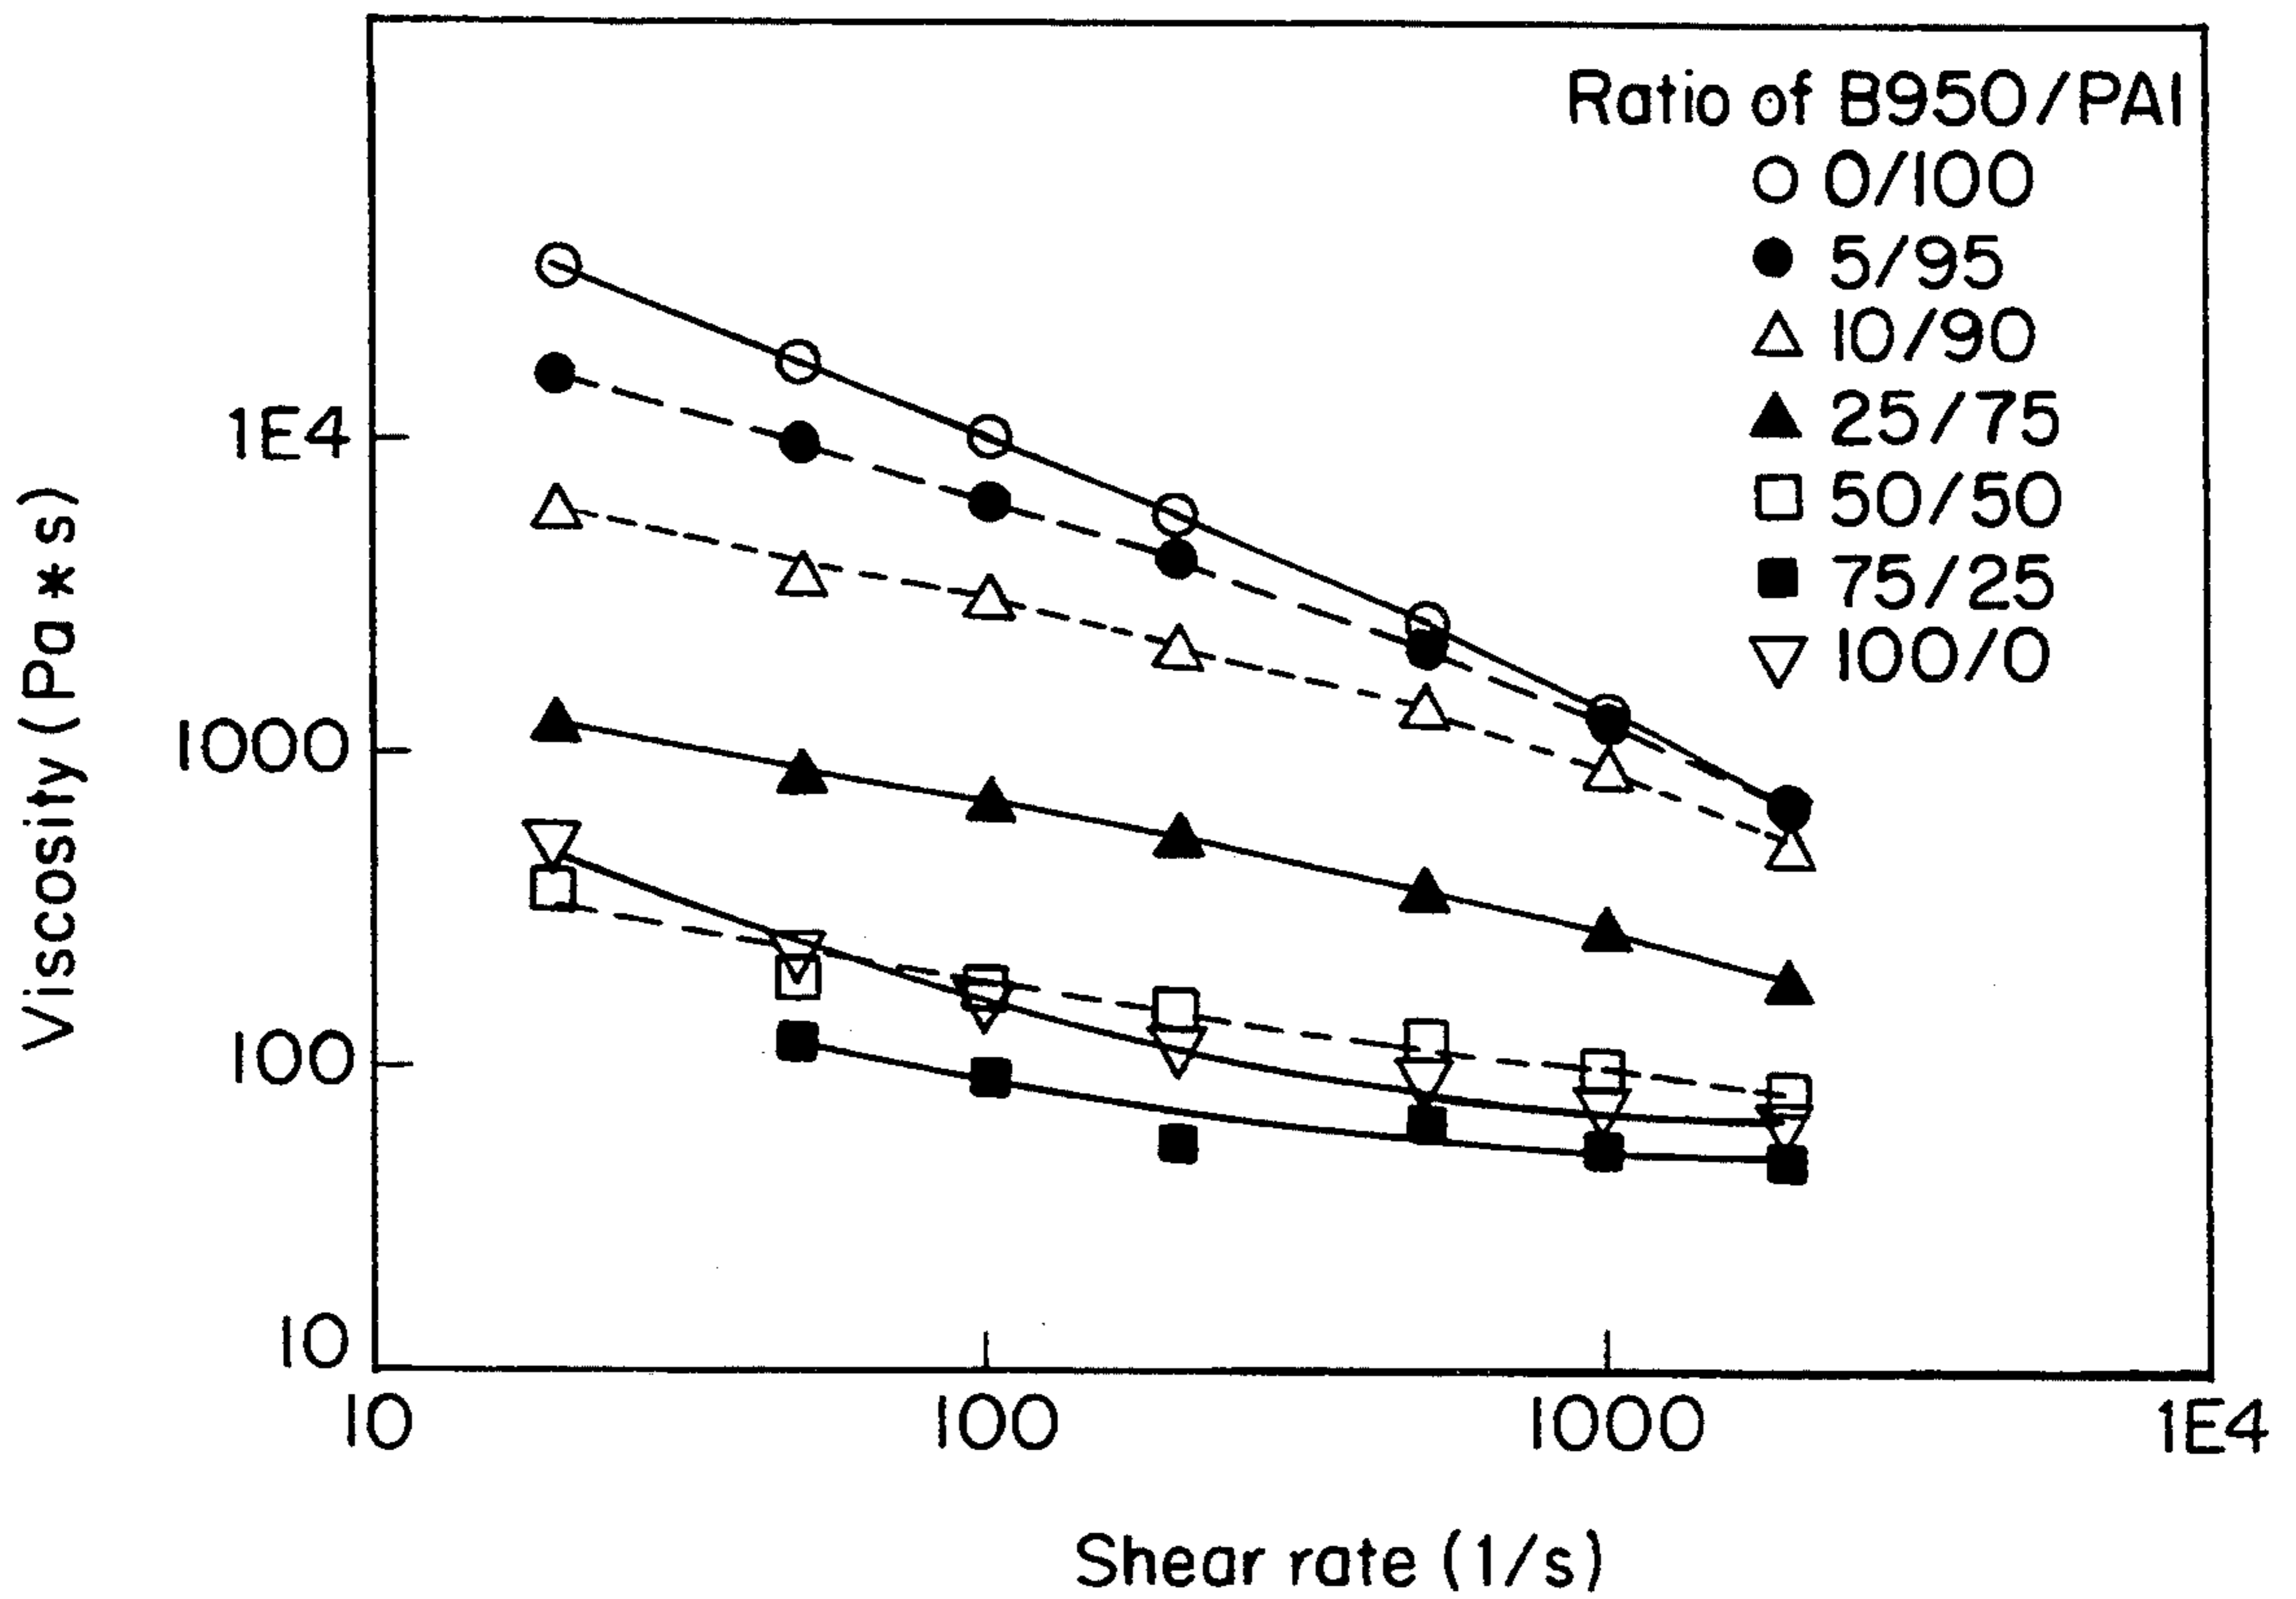 Ratio of B950/PAI
0/100
5/95
10/90
25/75
50/50
75/25
100/0
Viscosity (Pa*s)
1E4
1000
100
10
10
100
1000
1E4
Shear rate (1/s)